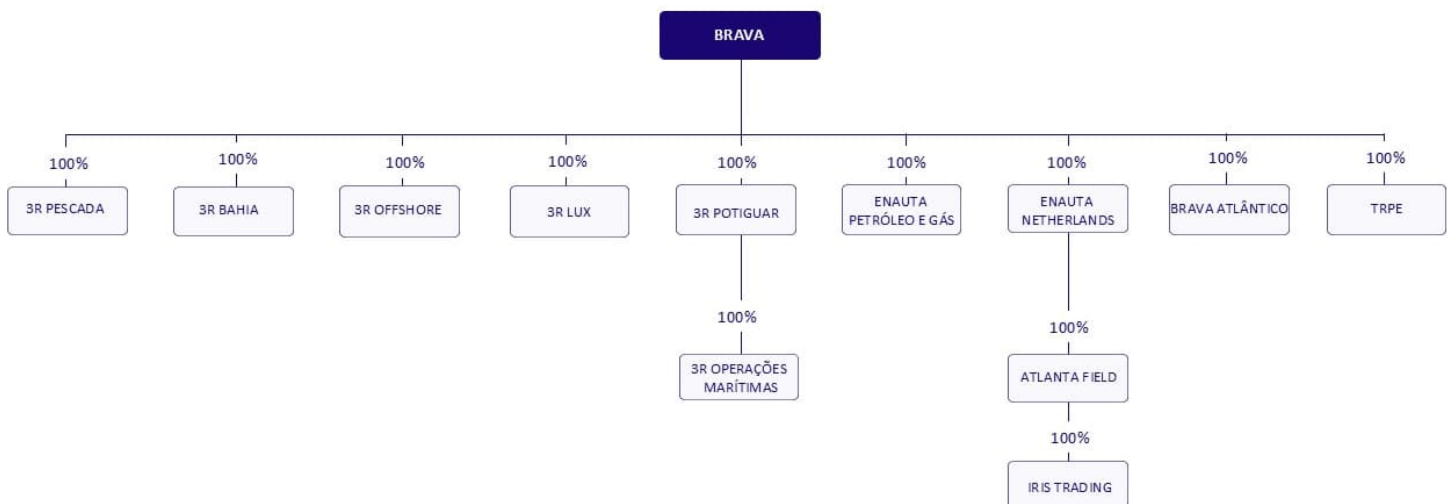 BRAVA
100%
100%
100%
100%
100%
100%
100%
100%
100%
3R PESCADA
3R BAHIA
3R OFFSHORE
3R LUX
3R POTIGUAR
ENAUTA
PETRÓLEO E GÁS
ENAUTA
NETHERLANDS
BRAVA ATLÂNTICO
TRPE
100%
3R OPERAÇÕES
MARÍTIMAS
100%
ATLANTA FIELD
100%
IRIS TRADING